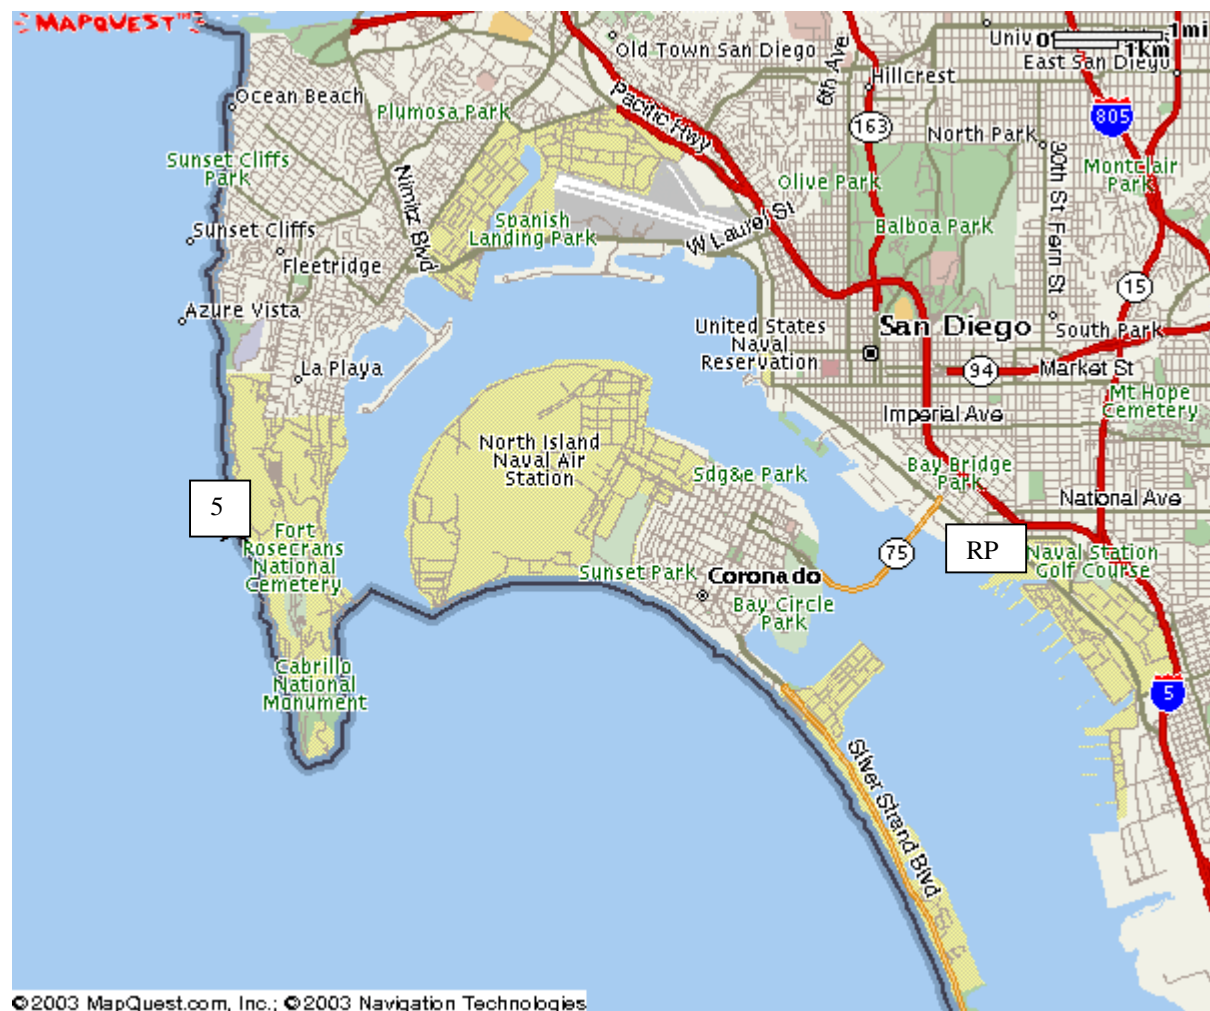 MAPQUEST™
Old Town San Diego
Univ
0
1mi
1Km
East San Diego
6th Ave
Hillcrest
Ocean Beach
Plumosa Park
Pacific Hwy
163
805
North Park
Sunset Cliffs
Park
Nimitz Blvd
Olive Park
30th St
Fern St
Montclair
Park
Spanish
Landing Park
W Laurel St
Balboa Park
Sunset Cliffs
Fleetridge
15
Azure Vista
United States
Naval
Reservation
San Diego
South Park
La Playa
94
Market St
Mt Hope
Cemetery
Imperial Ave
North Island
Naval Air
Station
Sdg&e Park
Bay Bridge
Park
National Ave
5
Fort
Rosecrans
National
Cemetery
75
RP
Naval Station
Golf Course
Sunset Park
Coronado
Bay Circle
Park
Cabrillo
National
Monument
5
Silver Strand Blvd
©2003 MapQuest.com, Inc.; ©2003 Navigation Technologies